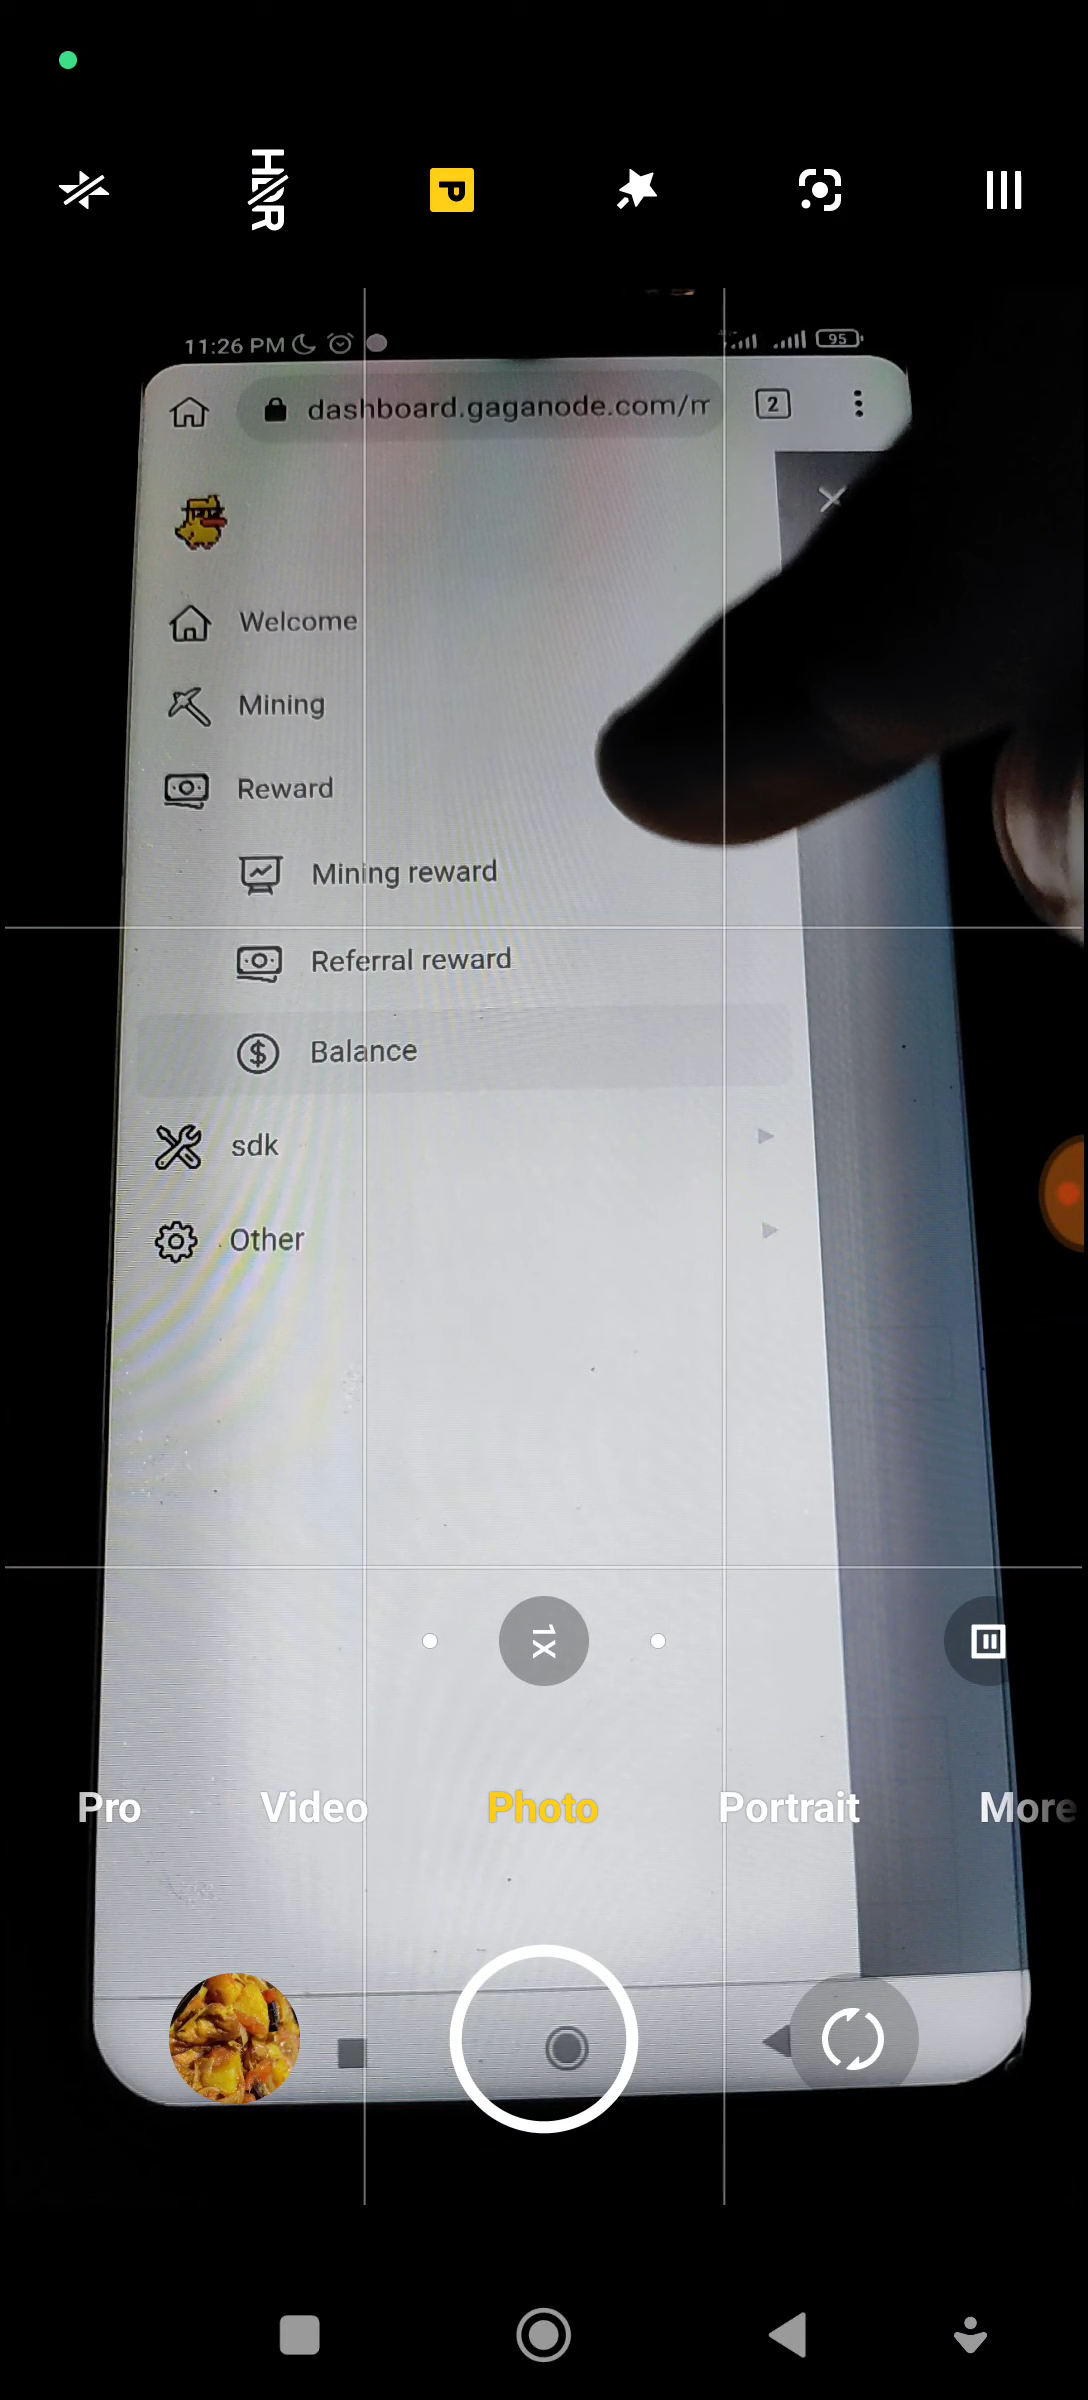 HDR
P
11:26 PM
95
dashboard.gaganode.com/m
2
Welcome
Mining
Reward
Mining reward
Referral reward
Balance
sdk
Other
1X
Pro Video Photo Portrait More